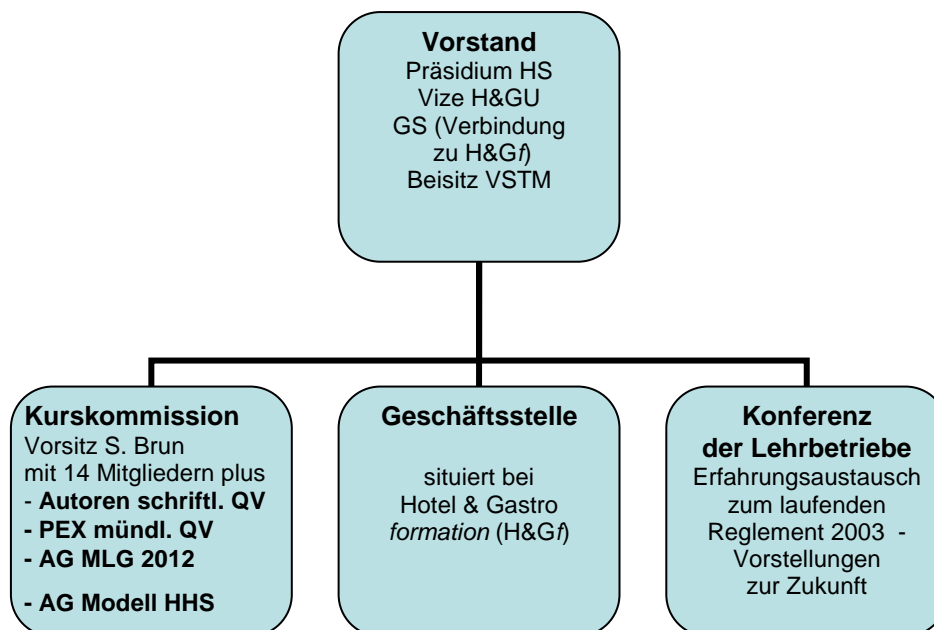 Vorstand
Präsidium HS
Vize H&GU
GS (Verbindung
zu H&Gf)
Beisitz VSTM
Kurskommission
Vorsitz S. Brun
mit 14 Mitgliedern plus
- Autoren schriftl. QV
- PEX mündl. QV
- AG MLG 2012
- AG Modell HHS
Geschäftsstelle
situiert bei
Hotel & Gastro
formation (H&Gf)
Konferenz
der Lehrbetriebe
Erfahrungsaustausch
zum laufenden
Reglement 2003 -
Vorstellungen
zur Zukunft